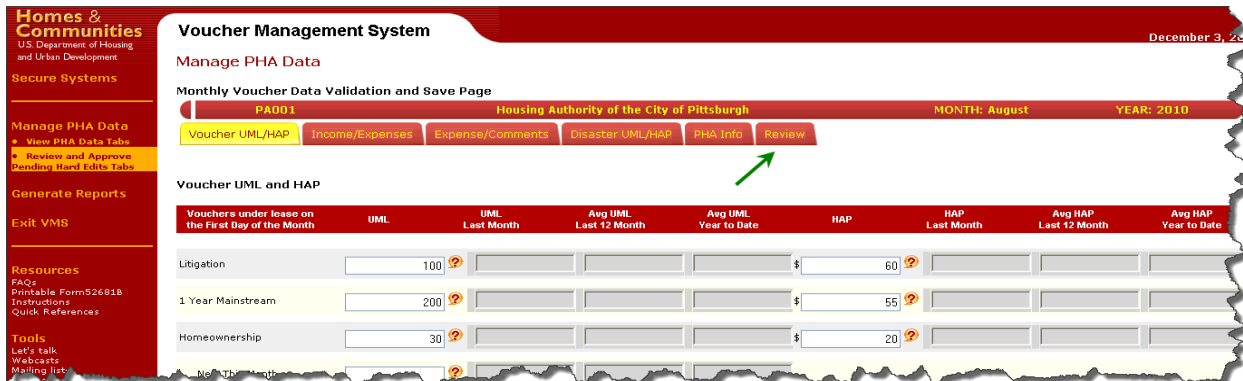 Homes &
Communities
U.S. Department of Housing
and Urban Development
Secure Systems
Manage PHA Data
• View PHA Data Tabs
• Review and Approve
Pending Hard Edits Tabs
Generate Reports
Exit VMS
Resources
FAQs
Printable Form52681B
Instructions
Quick References
Tools
Let's talk
Webcasts
Mailing list
Voucher Management System
December 3,
Manage PHA Data
Monthly Voucher Data Validation and Save Page
PA001 Housing Authority of the City of Pittsburgh MONTH: August YEAR: 2010
Voucher UML/HAP Income/Expenses Expense/Comments Disaster UML/HAP PHA Info Review
Voucher UML and HAP
Vouchers under lease on UML UML Avg UML Avg UML HAP HAP Avg HAP Avg HAP
the First Day of the Month Last Month Last 12 Month Year to Date Last Month Last 12 Month Year to Date
Litigation 100 ? $ 60 ?
1 Year Mainstream 200 ? $ 55 ?
Homeownership 30 ? $ 20 ?
New This Month ?